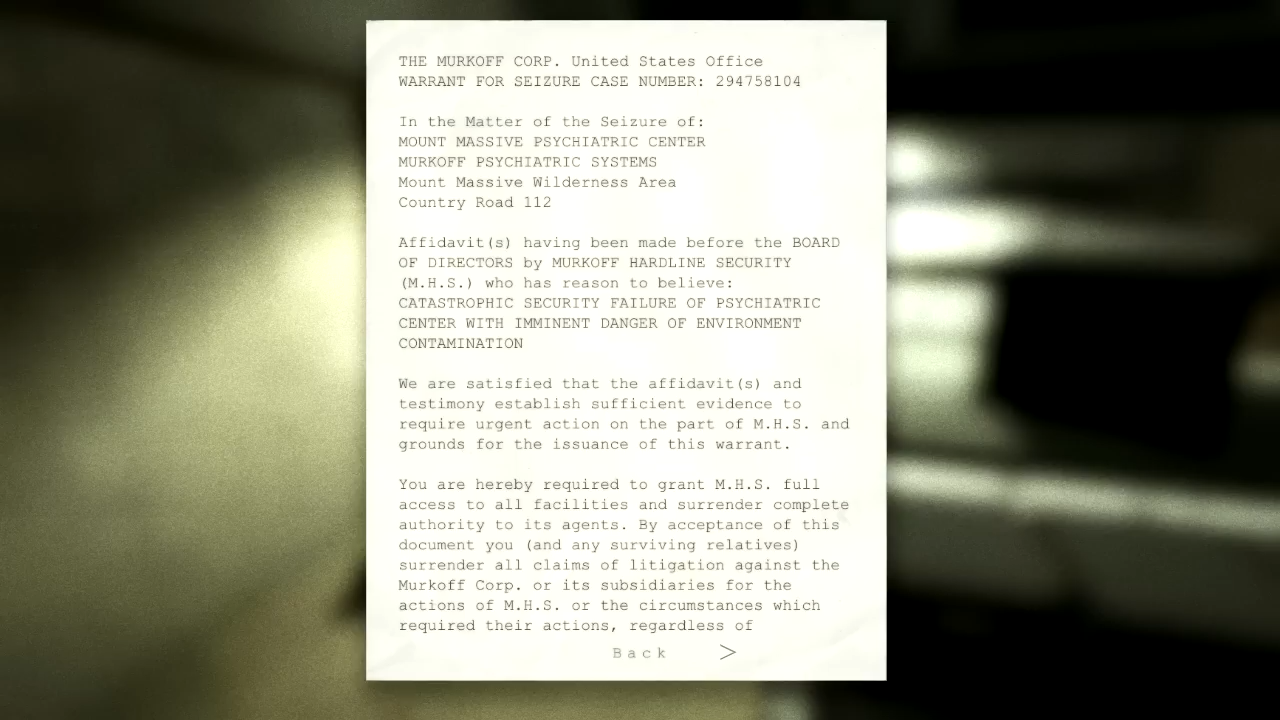 THE MURKOFF CORP. United States Office
WARRANT FOR SEIZURE CASE NUMBER: 294758104
In the Matter of the Seizure of:
MOUNT MASSIVE PSYCHIATRIC CENTER
MURKOFF PSYCHIATRIC SYSTEMS
Mount Massive Wilderness Area
Country Road 112
Affidavit(s) having been made before the BOARD
OF DIRECTORS by MURKOFF HARDLINE SECURITY
(M.H.S.) who has reason to believe:
CATASTROPHIC SECURITY FAILURE OF PSYCHIATRIC
CENTER WITH IMMINENT DANGER OF ENVIRONMENT
CONTAMINATION
We are satisfied that the affidavit(s) and
testimony establish sufficient evidence to
require urgent action on the part of M.H.S. and
grounds for the issuance of this warrant.
You are hereby required to grant M.H.S. full
access to all facilities and surrender complete
authority to its agents. By acceptance of this
document you (and any surviving relatives)
surrender all claims of litigation against the
Murkoff Corp. or its subsidiaries for the
actions of M.H.S. or the circumstances which
required their actions, regardless of
Back >